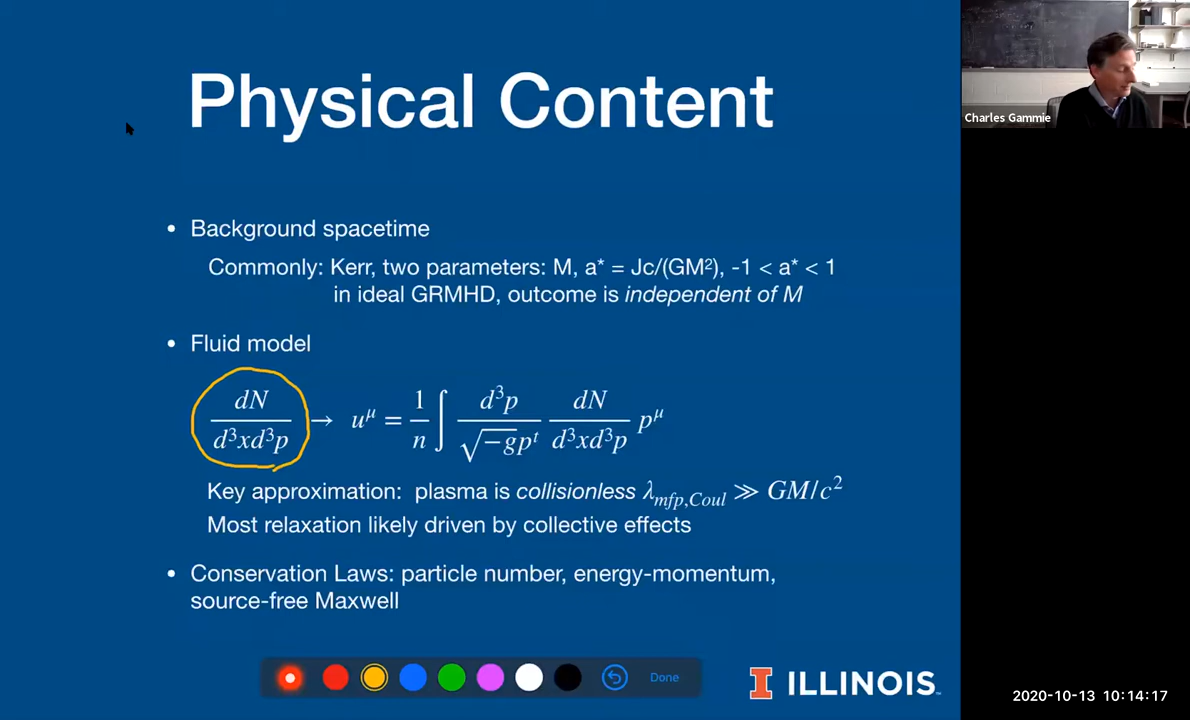 Physical Content
Charles Gammie
• Background spacetime
Commonly: Kerr, two parameters: M, a* = Jc/(GM²), -1 < a* < 1
in ideal GRMHD, outcome is independent of M
• Fluid model
dN / d³xd³p → u^μ = 1/n ∫ d³p / √−g p^t dN / d³xd³p p^μ
Key approximation: plasma is collisionless λ_mfp,Coul ≫ GM/c²
Most relaxation likely driven by collective effects
• Conservation Laws: particle number, energy-momentum,
source-free Maxwell
Done
I ILLINOIS
2020-10-13 10:14:17